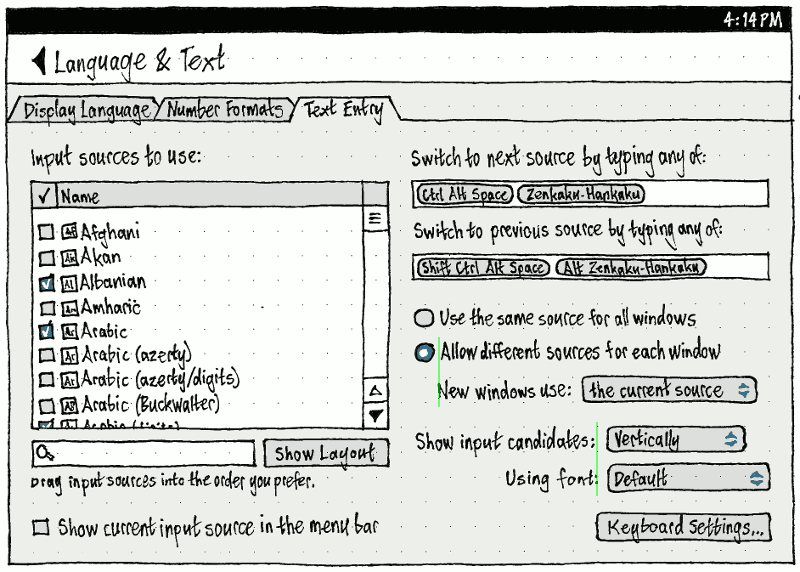 4:14 PM
Language & Text
Display Language
Number Formats
Text Entry
Input sources to use:
✓ Name
Afghani
Akan
Albanian
Amharic
Arabic
Arabic (azerty)
Arabic (azerty/digits)
Arabic (Buckwalter)
Arabic (digits)
Show Layout
Drag input sources into the order you prefer.
Show current input source in the menu bar
Switch to next source by typing any of:
Ctrl Alt Space
Zenkaku-Hankaku
Switch to previous source by typing any of:
Shift Ctrl Alt Space
Alt Zenkaku-Hankaku
Use the same source for all windows
Allow different sources for each window
New windows use: the current source
Show input candidates: Vertically
Using font: Default
Keyboard Settings...